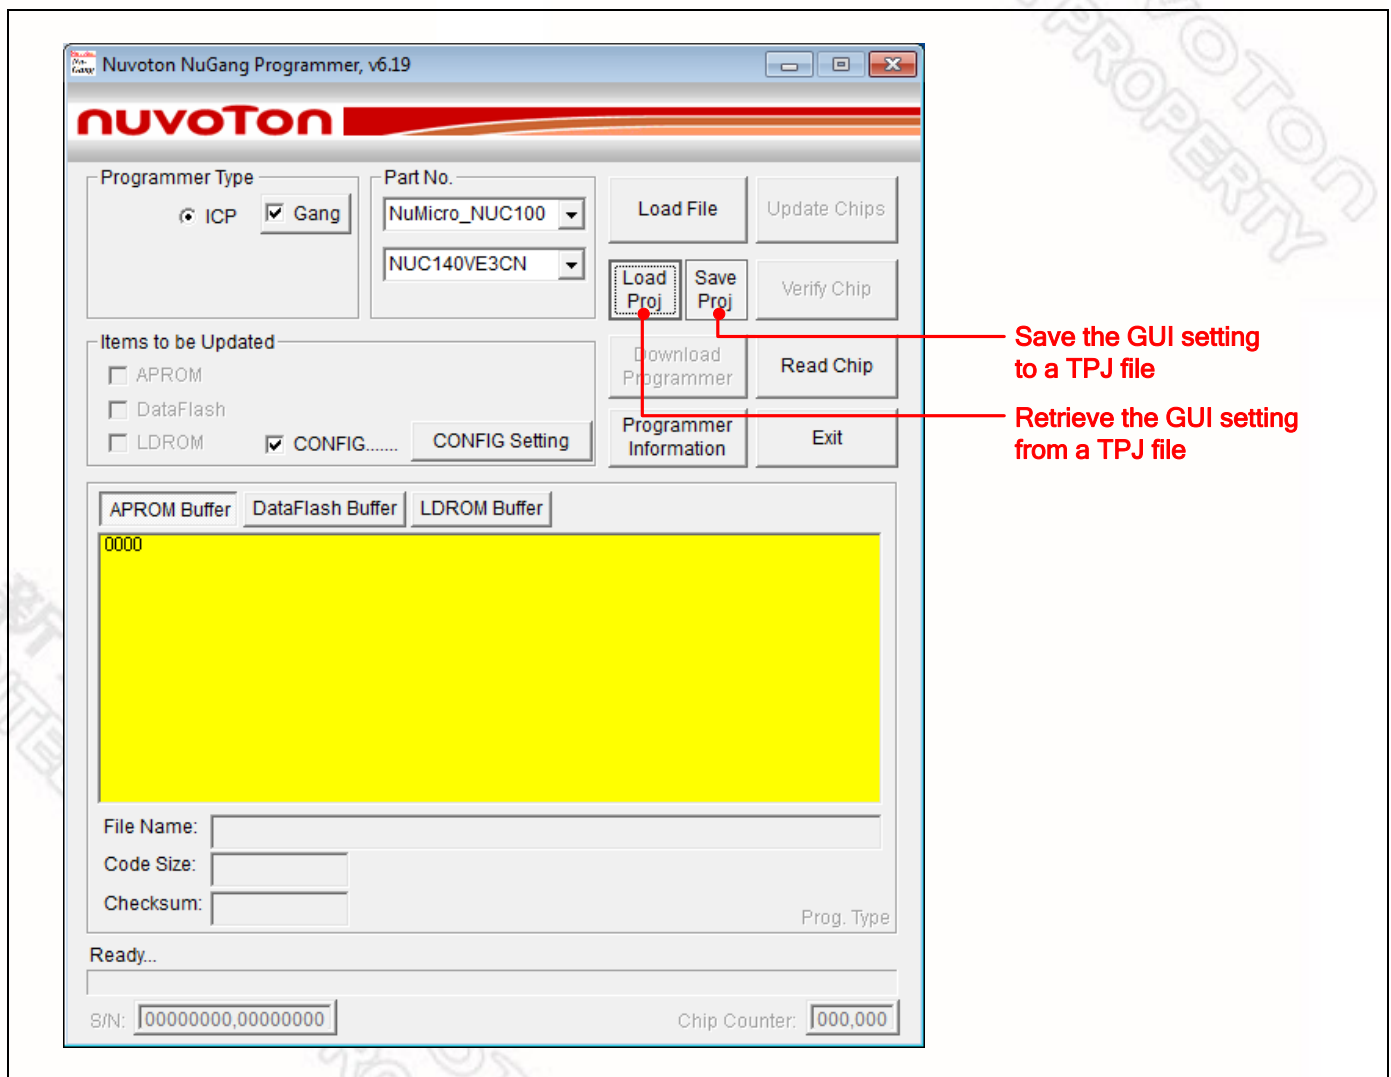 Nuvoton NuGang Programmer, v6.19
nuvoTon
Programmer Type
ICP
Gang
Part No.
NuMicro_NUC100
NUC140VE3CN
Load File
Update Chips
Load
Proj
Save
Proj
Verify Chip
Items to be Updated
APROM
DataFlash
LDROM
CONFIG.......
CONFIG Setting
Download
Programmer
Read Chip
Programmer
Information
Exit
Save the GUI setting
to a TPJ file
Retrieve the GUI setting
from a TPJ file
APROM Buffer
DataFlash Buffer
LDROM Buffer
0000
File Name:
Code Size:
Checksum:
Prog. Type
Ready...
S/N:
00000000,00000000
Chip Counter:
000,000
nuvoTon
PROPERTY